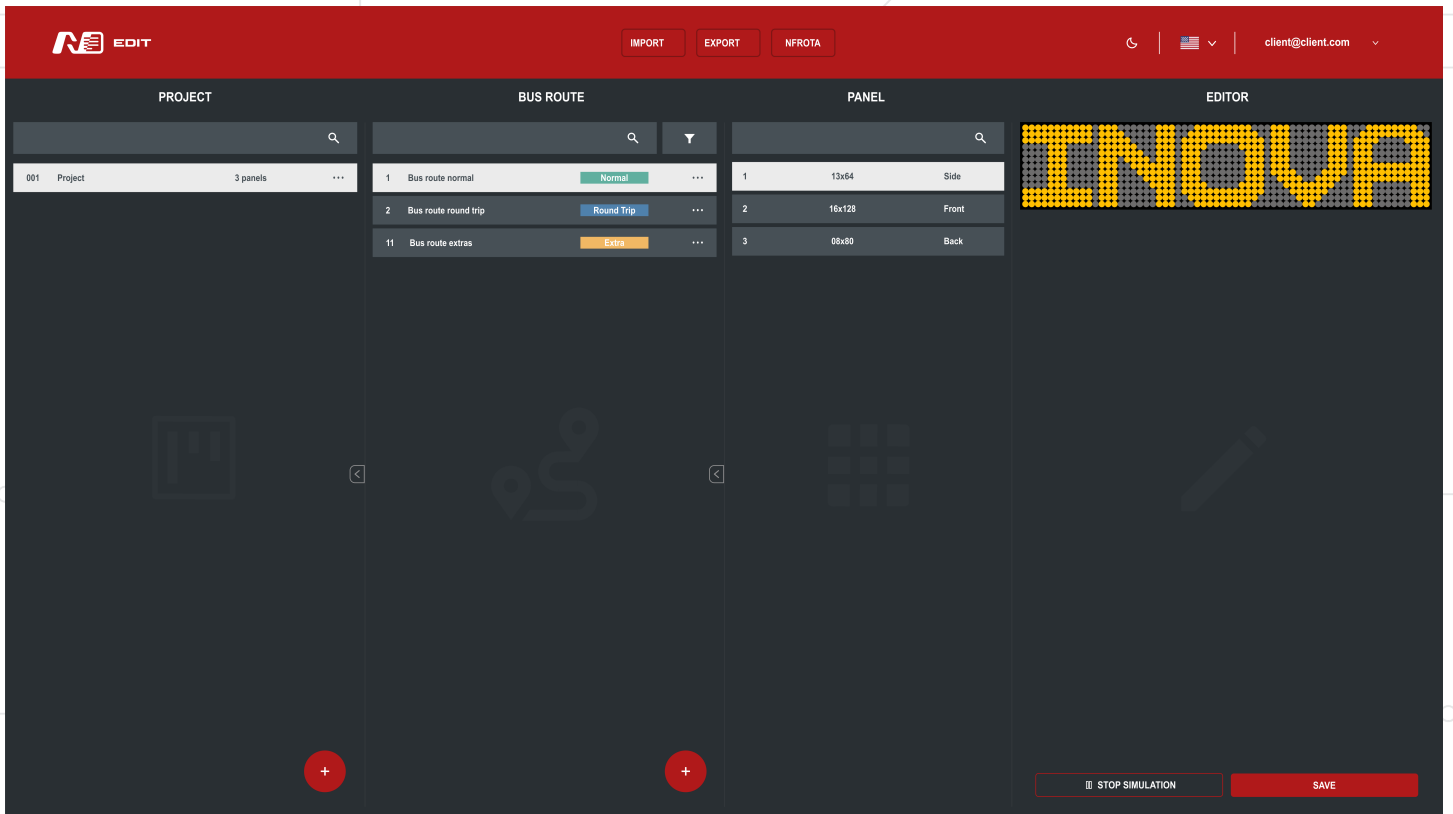 EDIT
IMPORT EXPORT NFROTA
client@client.com
PROJECT BUS ROUTE PANEL EDITOR
001 Project 3 panels
1 Bus route normal Normal
2 Bus route round trip Round Trip
11 Bus route extras Extra
1 13x64 Side
2 16x128 Front
3 08x80 Back
INOVA
STOP SIMULATION SAVE